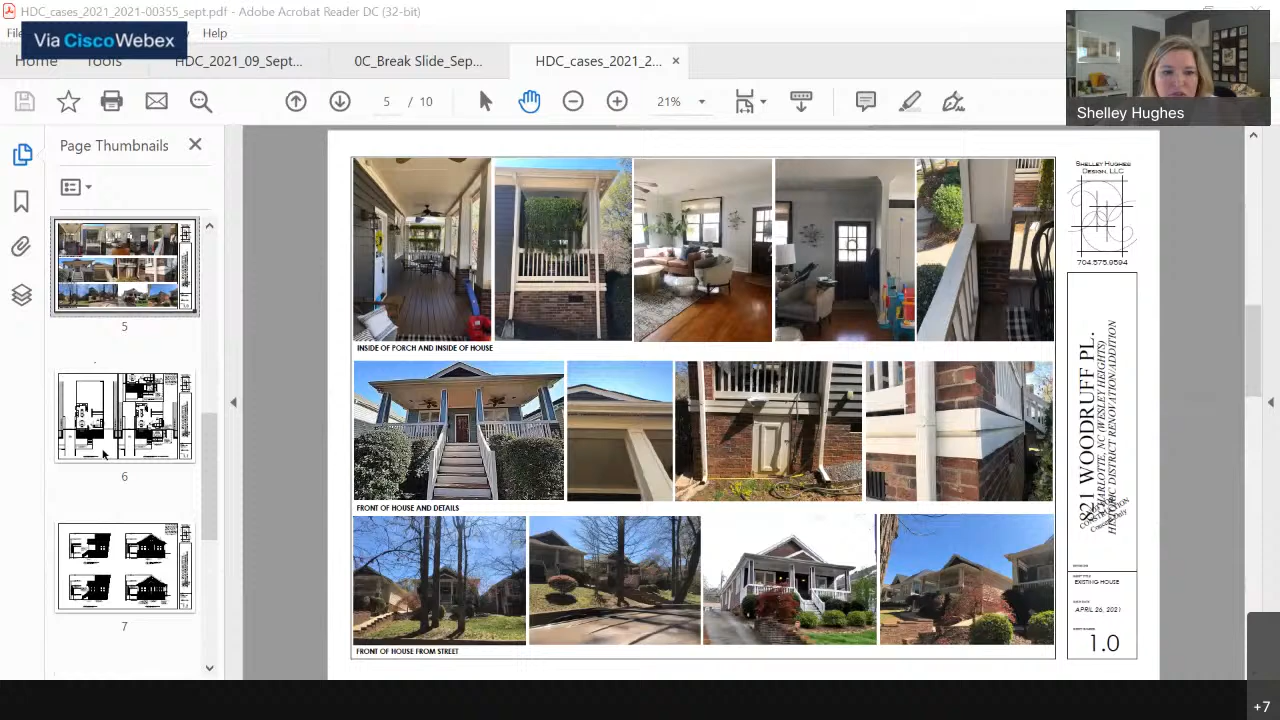 HDC_cases_2021_2021-00355_sept.pdf - Adobe Acrobat Reader DC (32-bit)
Help
Via Cisco Webex
Home Tools HDC_2021_09_Sept... 0C_Break Slide_Sep... HDC_cases_2021_2...
5 / 10 21%
Shelley Hughes
Page Thumbnails
5
6
7
INSIDE OF PORCH AND INSIDE OF HOUSE
FRONT OF HOUSE AND DETAILS
FRONT OF HOUSE FROM STREET
SHELLEY HUGHES
DESIGN, LLC
704.575.9594
821 WOODRUFF PL.
CHARLOTTE, NC (WESLEY HEIGHTS)
HISTORIC DISTRICT RENOVATION/ADDITION
EXISTING HOUSE
APRIL 26, 2021
1.0
+7